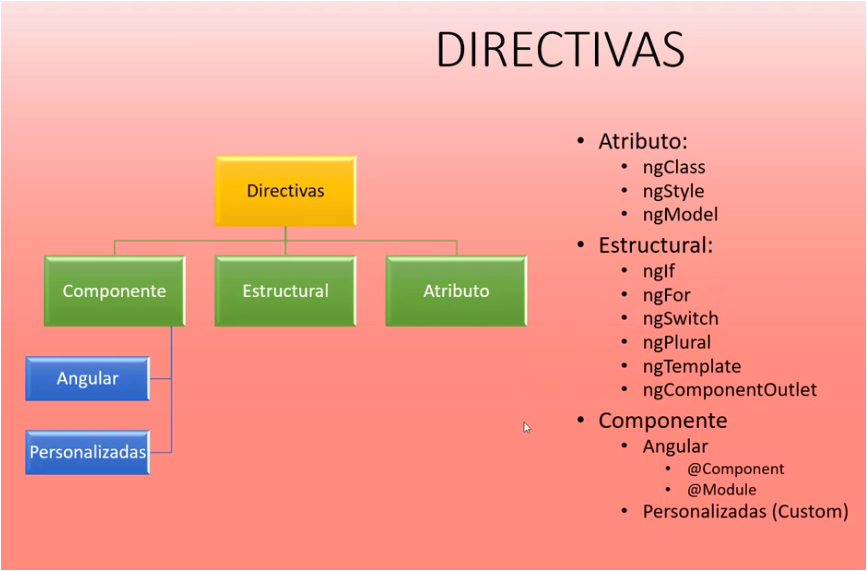 DIRECTIVAS
Directivas
Componente
Estructural
Atributo
Angular
Personalizadas
• Atributo:
• ngClass
• ngStyle
• ngModel
• Estructural:
• ngIf
• ngFor
• ngSwitch
• ngPlural
• ngTemplate
• ngComponentOutlet
• Componente
• Angular
• @Component
• @Module
• Personalizadas (Custom)